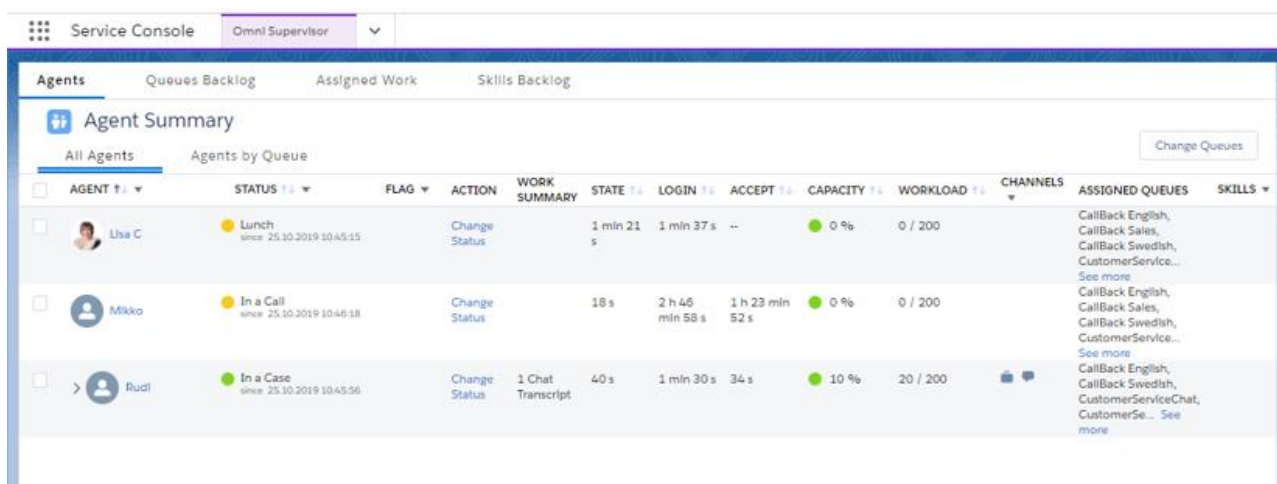 Service Console Omni Supervisor
Agents Queues Backlog Assigned Work Skills Backlog
Agent Summary
Change Queues
All Agents Agents by Queue
AGENT STATUS FLAG ACTION WORK SUMMARY STATE LOGIN ACCEPT CAPACITY WORKLOAD CHANNELS ASSIGNED QUEUES SKILLS
Lisa C
Lunch
since 25.10.2019 10:45:15
Change
Status
1 min 21
s
1 min 37 s
--
0 %
0 / 200
CallBack English,
CallBack Sales,
CallBack Swedish,
CustomerService...
See more
Mikko
In a Call
since 25.10.2019 10:46:18
Change
Status
18 s
2 h 46
min 58 s
1 h 23 min
52 s
0 %
0 / 200
CallBack English,
CallBack Sales,
CallBack Swedish,
CustomerService...
See more
Rudi
In a Case
since 25.10.2019 10:45:56
Change
Status
1 Chat
Transcript
40 s
1 min 30 s
34 s
10 %
20 / 200
CallBack English,
CallBack Swedish,
CustomerServiceChat,
CustomerSe... See
more